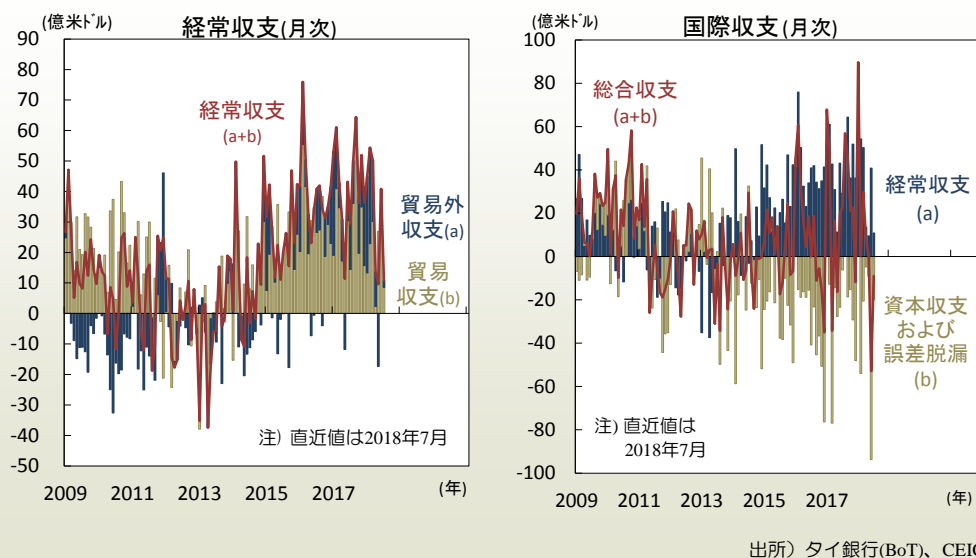 (億米ドル)
経常収支(月次)
90
80
70
60
50
40
30
20
10
0
-10
-20
-30
-40
-50
経常収支
(a+b)
貿易外
収支(a)
貿易
収支(b)
注) 直近値は2018年7月
2009 2011 2013 2015 2017 (年)
(億米ドル)
国際収支(月次)
100
80
60
40
20
0
-20
-40
-60
-80
-100
総合収支
(a+b)
経常収支
(a)
資本収支
および
誤差脱漏
(b)
注) 直近値は
2018年7月
2009 2011 2013 2015 2017 (年)
出所）タイ銀行(BoT)、CEIC